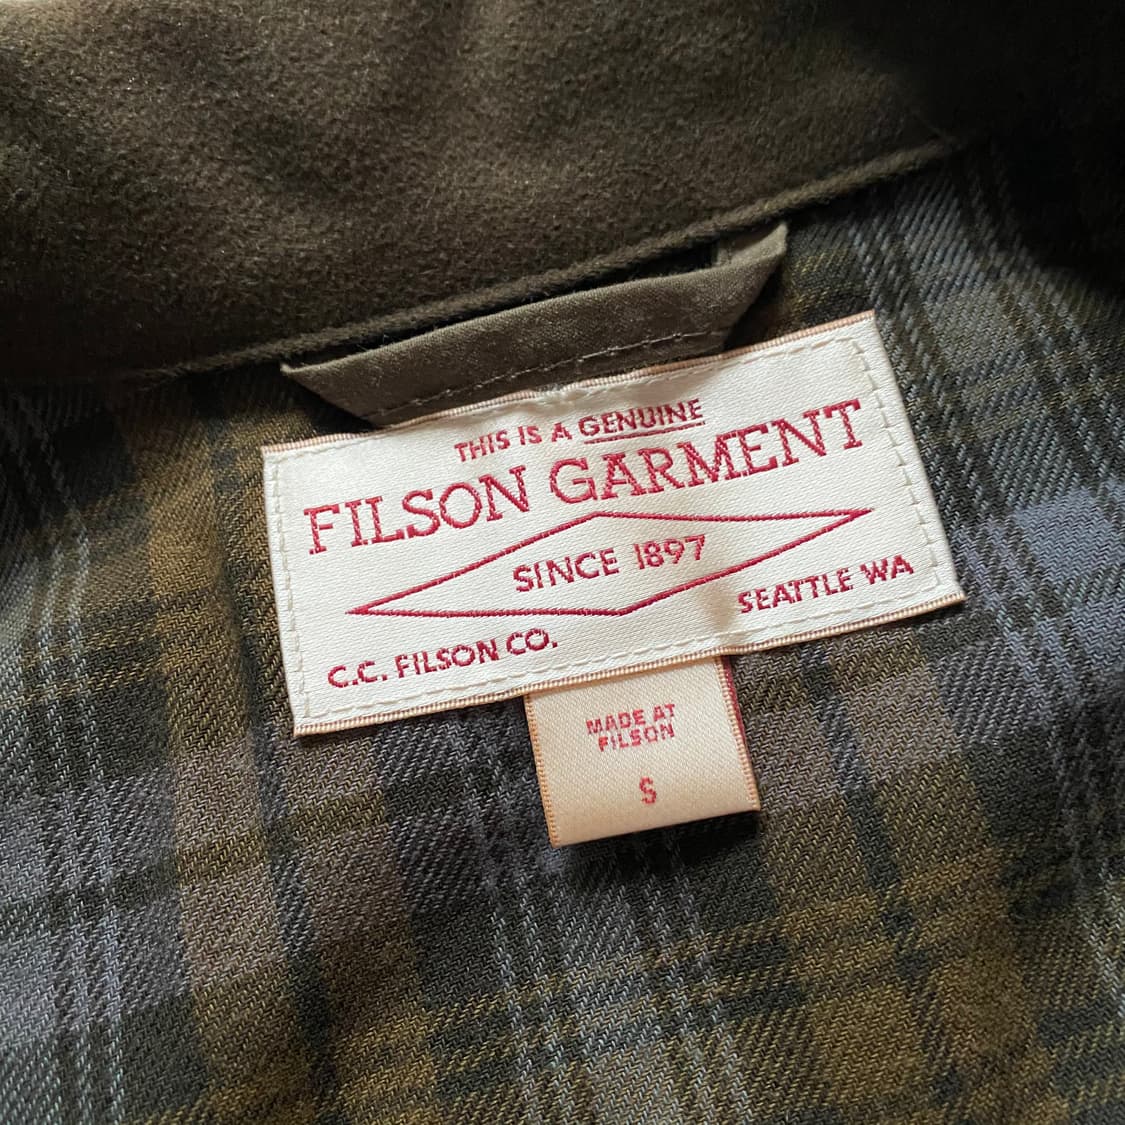 THIS IS A GENUINE
FILSON GARMENT
SINCE 1897
SEATTLE WA
C.C. FILSON CO.
MADE AT
FILSON
S